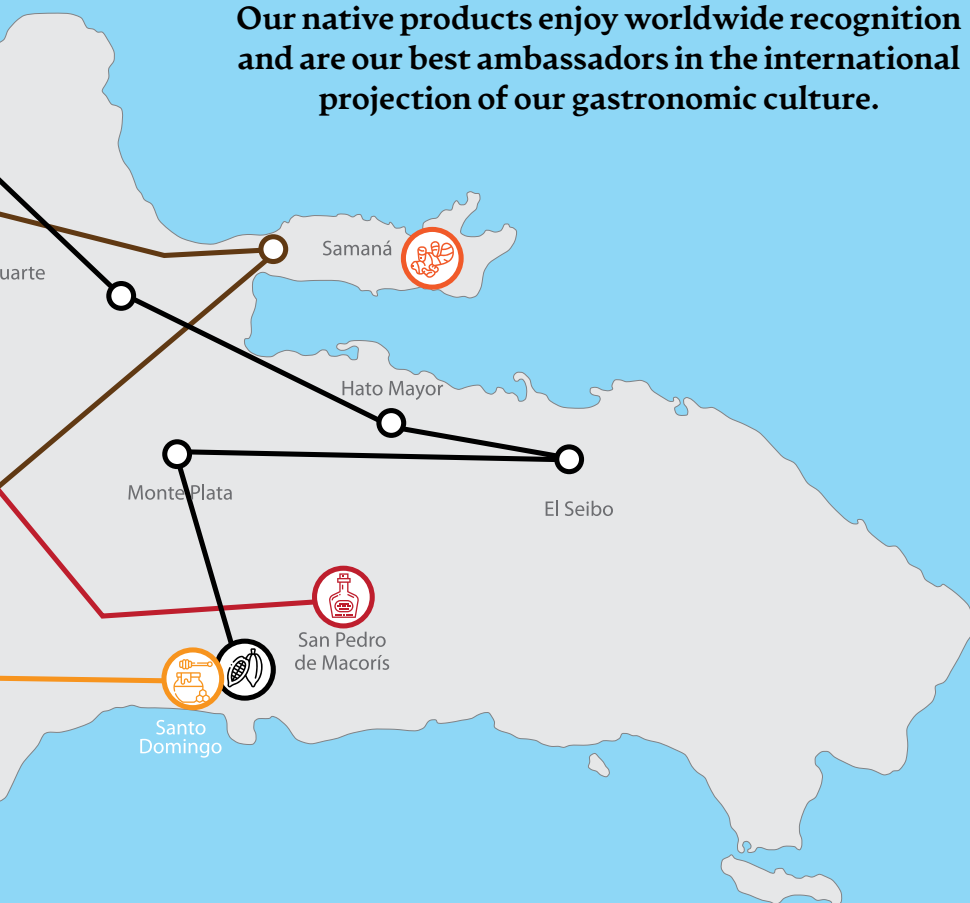 Our native products enjoy worldwide recognition
and are our best ambassadors in the international
projection of our gastronomic culture.
Samaná
uarte
Hato Mayor
Monte Plata
El Seibo
San Pedro
de Macorís
Santo
Domingo